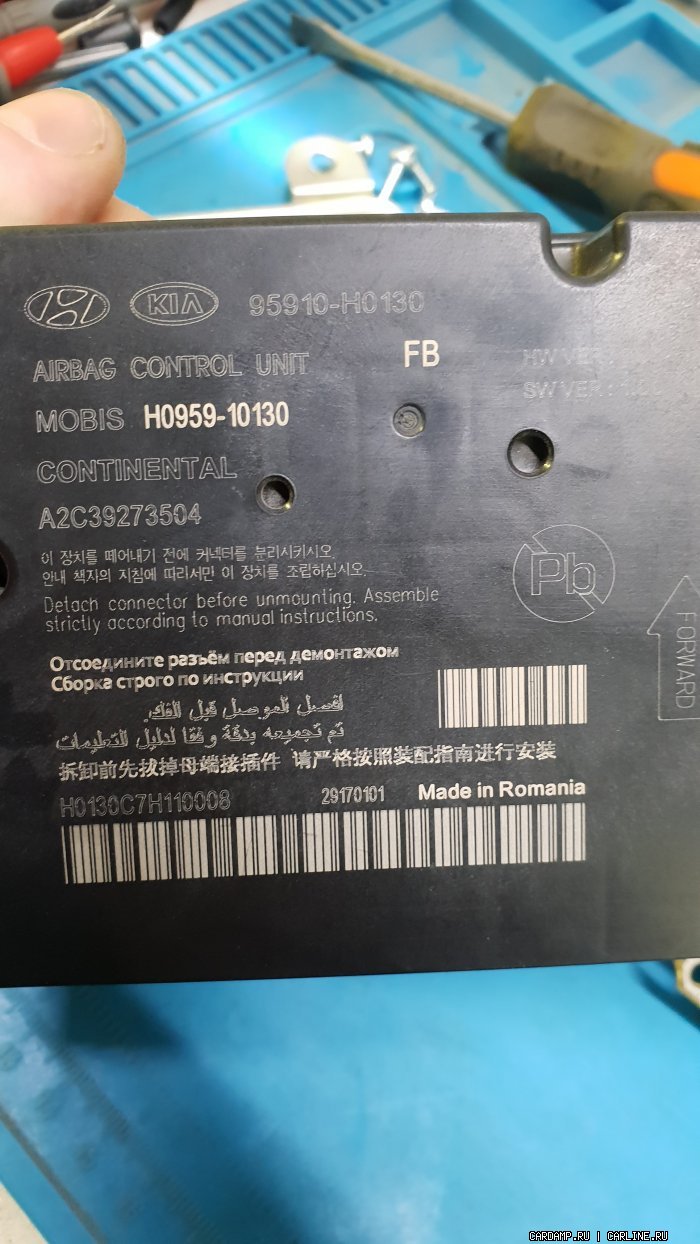 KIA 95910-H0130
AIRBAG CONTROL UNIT FB HW VER
MOBIS H0959-10130 SW VER :
CONTINENTAL
A2C39273504
이 장치를 떼어내기 전에 커넥터를 분리시키시오.
안내 책자의 지침에 따라서만 이 장치를 조립하십시오.
Pb
Detach connector before unmounting. Assemble
strictly according to manual instructions.
FORWARD
Отсоедините разъём перед демонтажом
Сборка строго по инструкции
افصل الموصل قبل الفك.
تم تجميعه بدقة وفقا لدليل التعليمات
拆卸前先拔掉母端接插件 请严格按照装配指南进行安装
H0130C7H110008 29170101 Made in Romania
CARDAMP.RU | CARLINE.RU